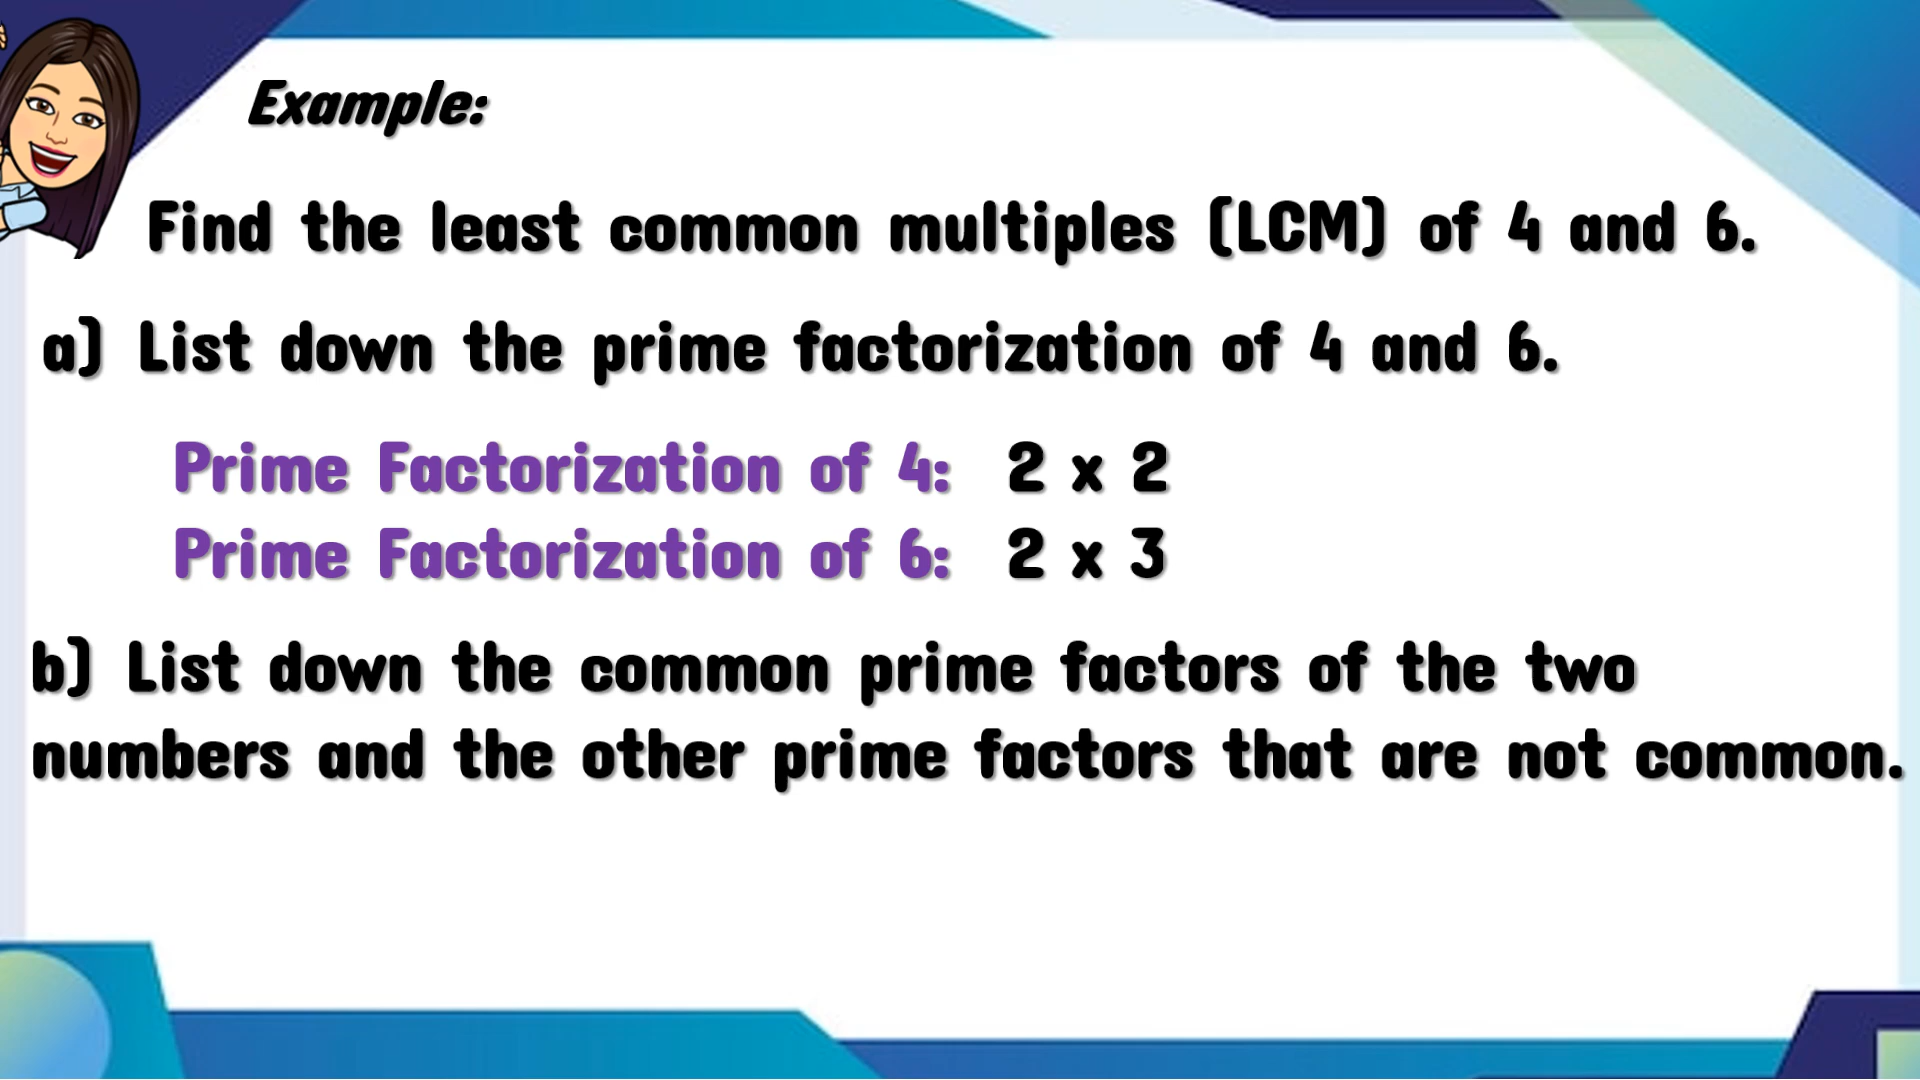 Example:
Find the least common multiples (LCM) of 4 and 6.
a) List down the prime factorization of 4 and 6.
Prime Factorization of 4: 2 x 2
Prime Factorization of 6: 2 x 3
b) List down the common prime factors of the two
numbers and the other prime factors that are not common.